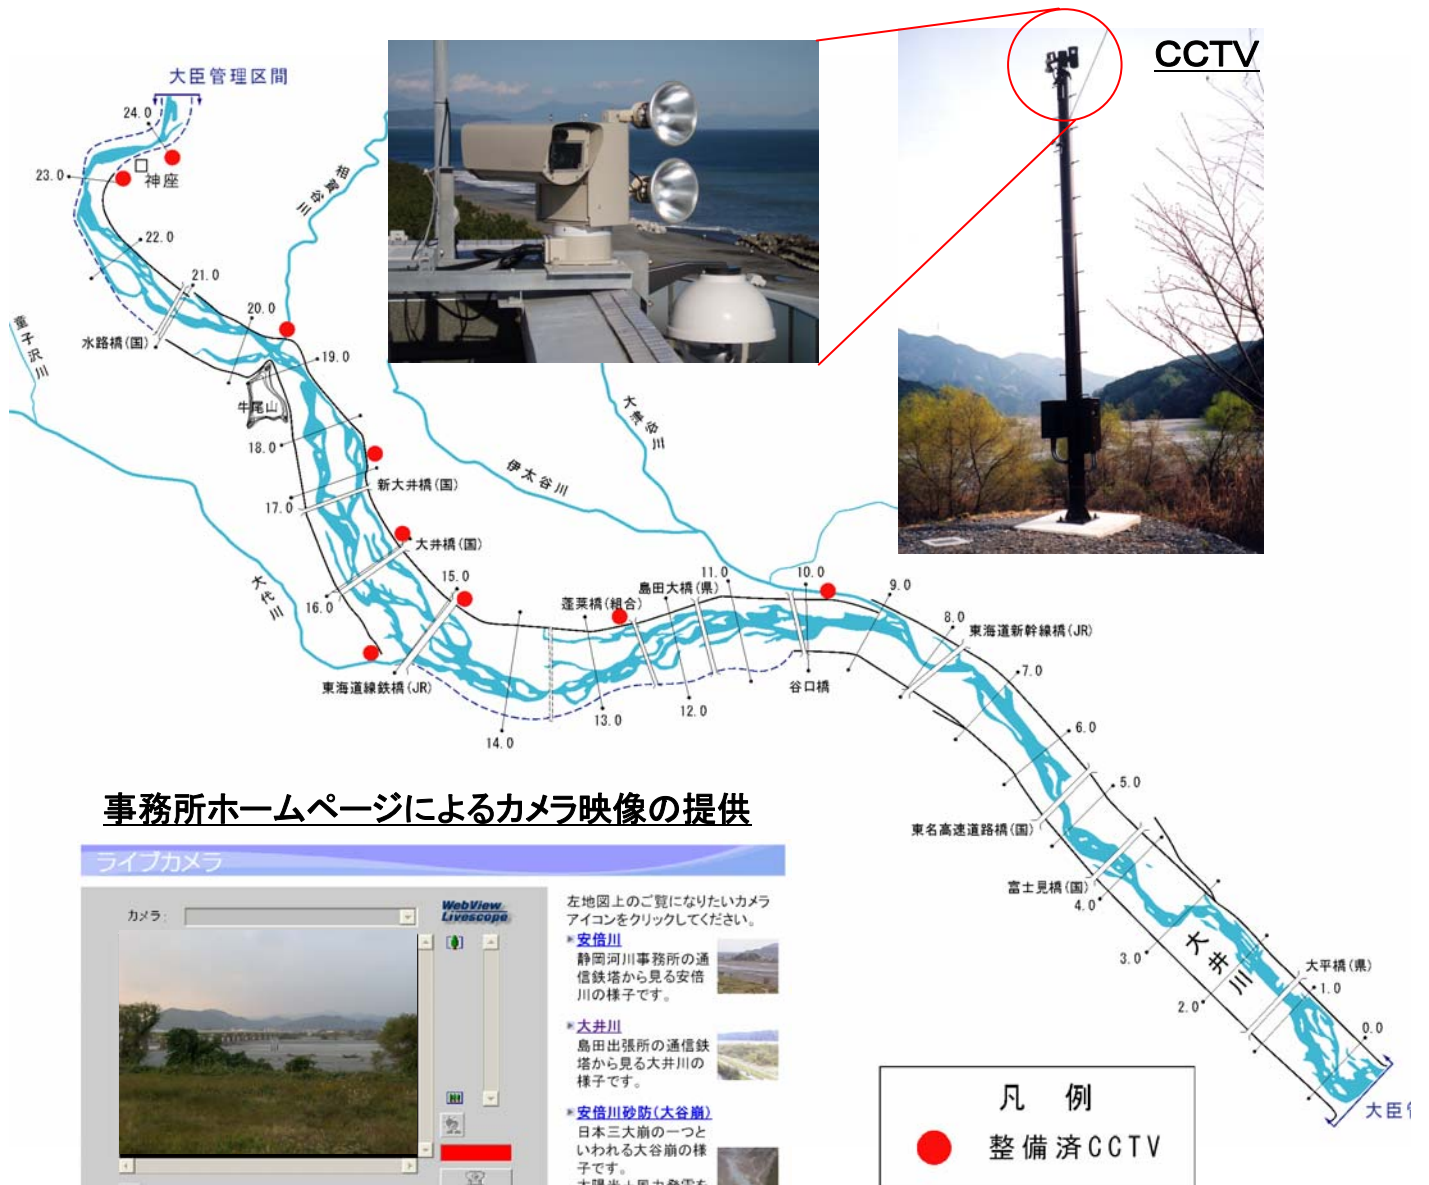 CCTV
大臣管理区間
24.0
23.0
神座
相賀谷川
22.0
21.0
20.0
水路橋(国)
19.0
童子沢川
牛尾山
18.0
大津谷川
伊太谷川
新大井橋(国)
17.0
大井橋(国)
大代川
16.0
15.0
蓬莱橋(組合)
島田大橋(県)
11.0
10.0
9.0
8.0
東海道新幹線橋(JR)
7.0
東海道線鉄橋(JR)
谷口橋
14.0
13.0
12.0
6.0
5.0
東名高速道路橋(国)
富士見橋(国)
4.0
3.0
大井川
大平橋(県)
2.0
1.0
0.0
大臣
事務所ホームページによるカメラ映像の提供
ライブカメラ
カメラ:
WebView
Livescope
左地図上のご覧になりたいカメラ
アイコンをクリックしてください。
安倍川
静岡河川事務所の通
信鉄塔から見る安倍
川の様子です。
大井川
島田出張所の通信鉄
塔から見る大井川の
様子です。
安倍川砂防(大谷崩)
日本三大崩の一つと
いわれる大谷崩の様
子です。
太陽光+風力発電を
凡例
整備済CCTV